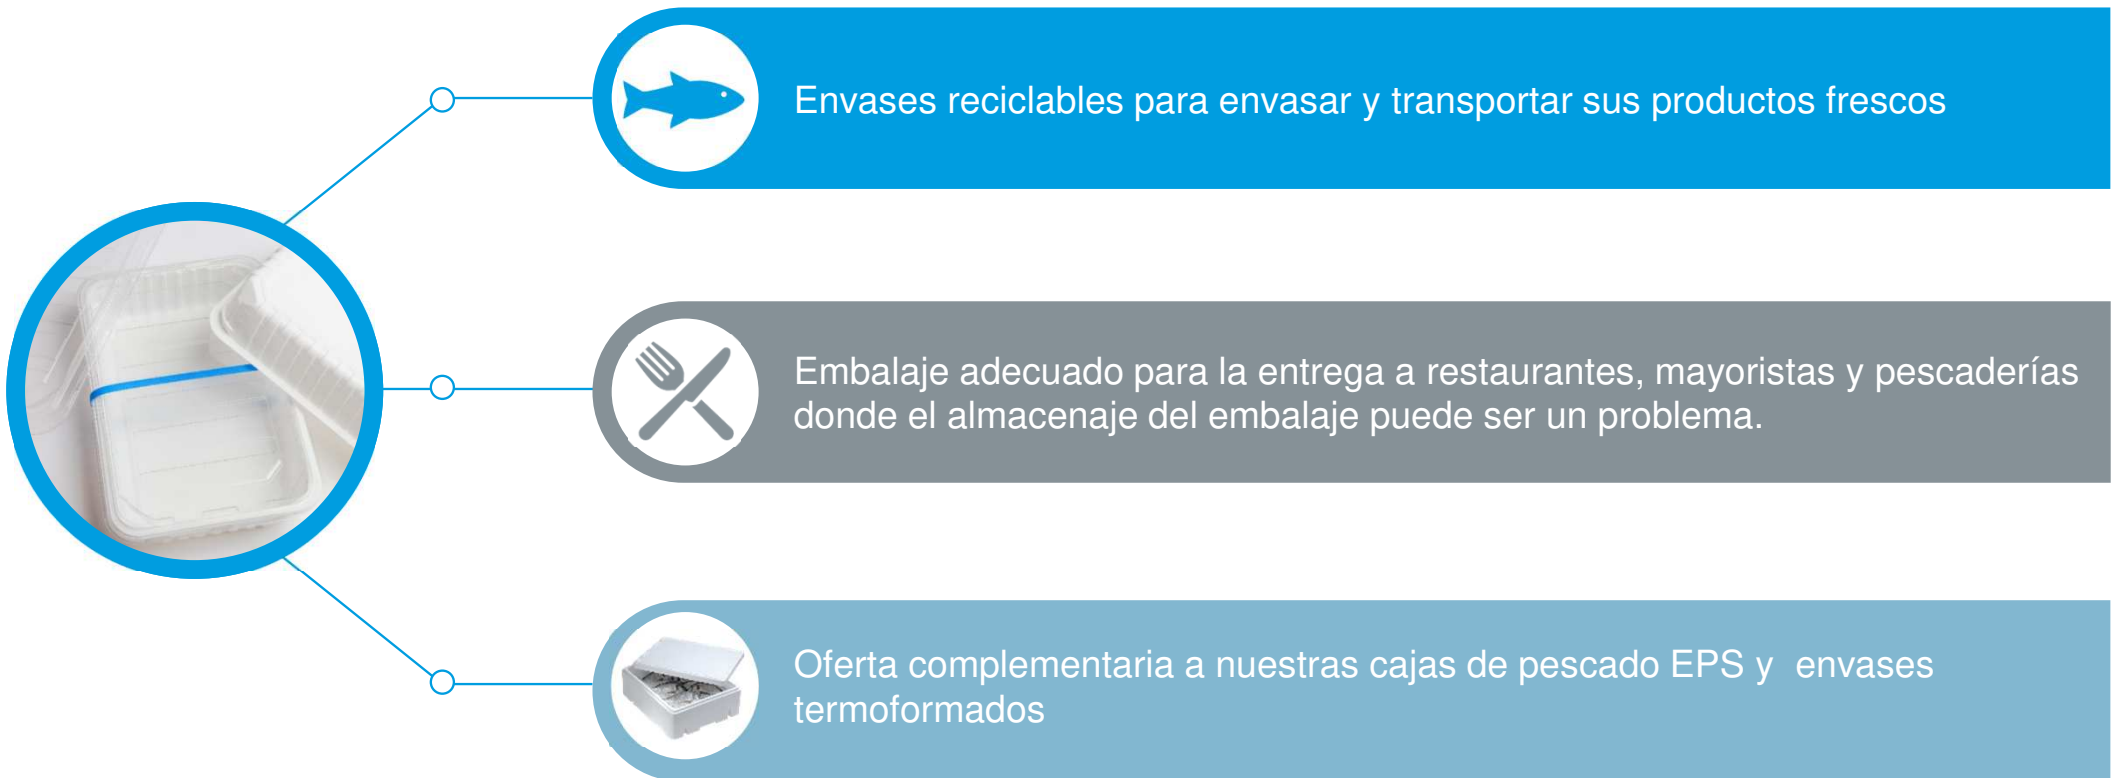 Envases reciclables para envasar y transportar sus productos frescos
Embalaje adecuado para la entrega a restaurantes, mayoristas y pescaderías
donde el almacenaje del embalaje puede ser un problema.
Oferta complementaria a nuestras cajas de pescado EPS y  envases
termoformados